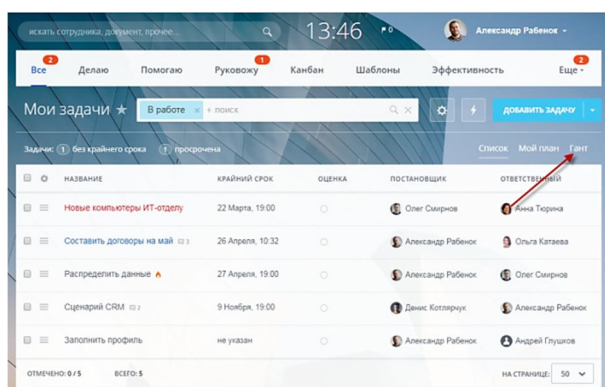 искать сотрудника, документ, прочее... 13:46 0 Александр Рабенок
2 1 2
Все Делаю Помогаю Руковожу Канбан Шаблоны Эффективность Еще
Мои задачи В работе × + поиск ДОБАВИТЬ ЗАДАЧУ
Задачи: 1 без крайнего срока 1 просрочена Список Мой план Гант
НАЗВАНИЕ КРАЙНИЙ СРОК ОЦЕНКА ПОСТАНОВЩИК ОТВЕТСТВЕННЫЙ
Новые компьютеры ИТ-отделу 22 Марта, 19:00 Олег Смирнов Анна Тюрина
Составить договоры на май 3 26 Апреля, 10:32 Александр Рабенок Ольга Катаева
Распределить данные 27 Апреля, 19:00 Александр Рабенок Олег Смирнов
Сценарий CRM 2 9 Ноября, 19:00 Денис Котлярчук Александр Рабенок
Заполнить профиль не указан Александр Рабенок Андрей Глушков
ОТМЕЧЕНО: 0 / 5 ВСЕГО: 5 НА СТРАНИЦЕ: 50